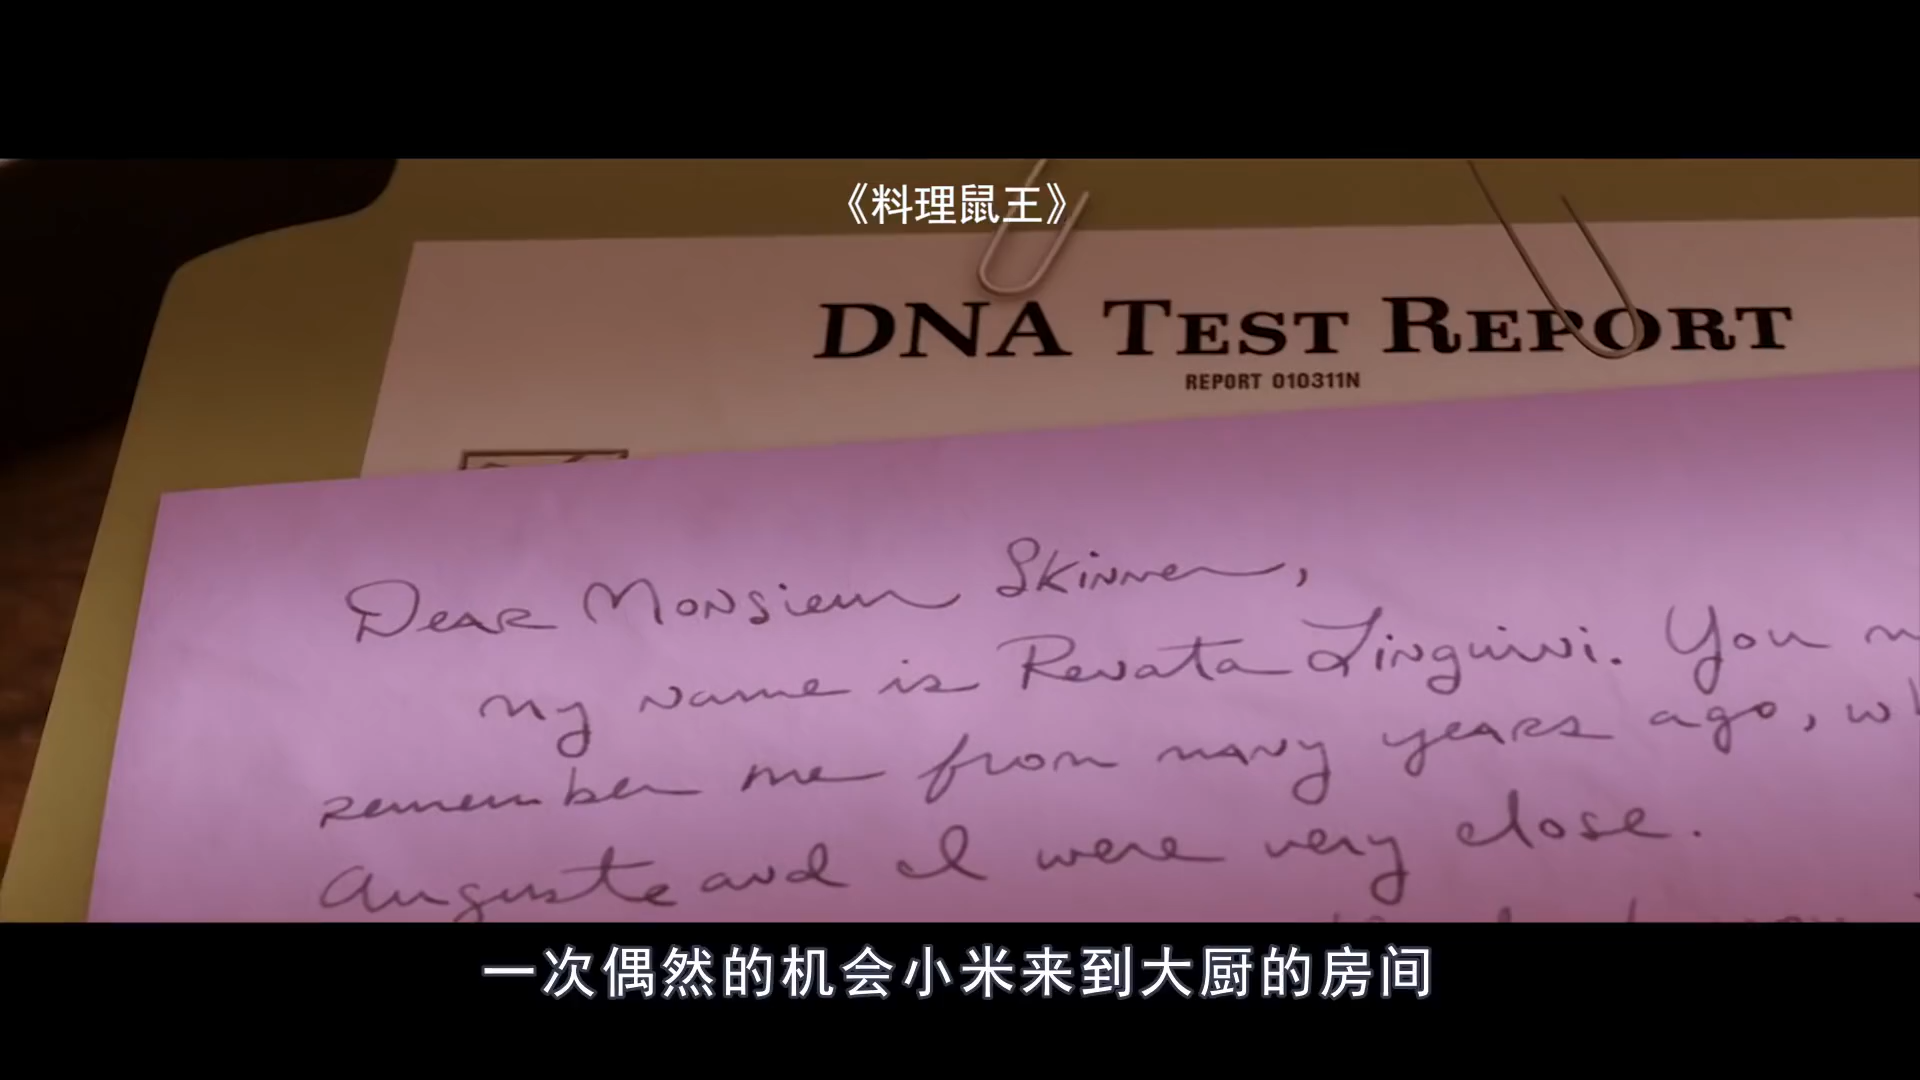 《料理鼠王》
DNA TEST REPORT
REPORT 010311N
Dear Monsieur Skinner,
my name is Renata Linguini. You
remember me from many years ago,
Auguste and I were very close.
一次偶然的机会小米来到大厨的房间